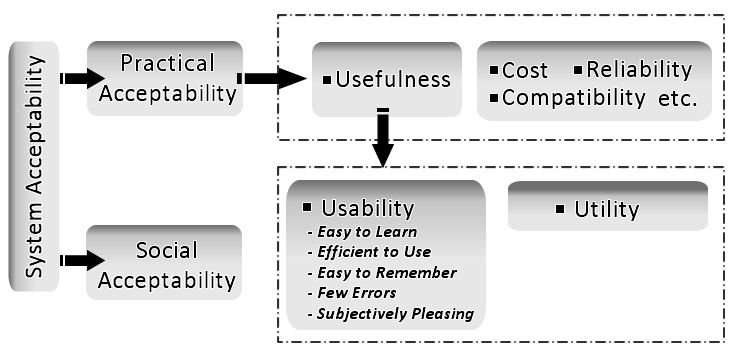 System Acceptability
Practical
Acceptability
▪ Usefulness
▪ Cost ▪ Reliability
▪ Compatibility etc.
Social
Acceptability
▪ Usability
- Easy to Learn
- Efficient to Use
- Easy to Remember
- Few Errors
- Subjectively Pleasing
▪ Utility